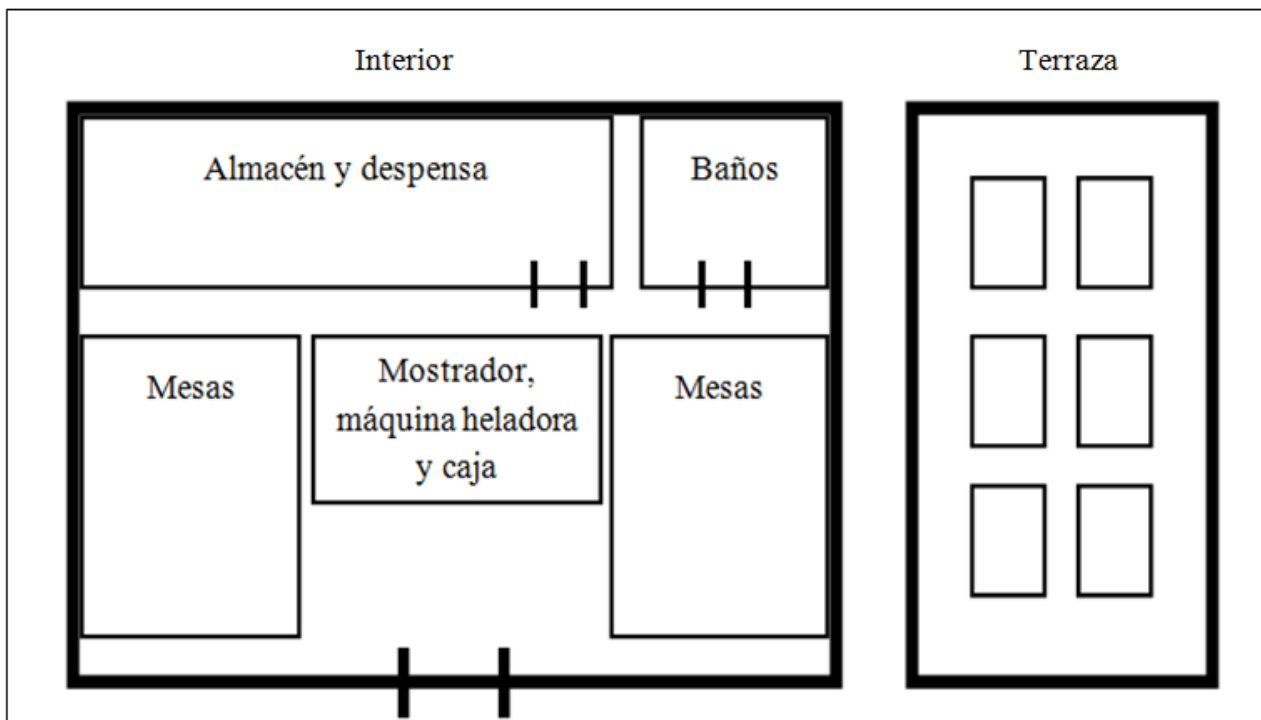 Interior
Terraza
Almacén y despensa
Baños
Mesas
Mostrador,
máquina heladora
y caja
Mesas